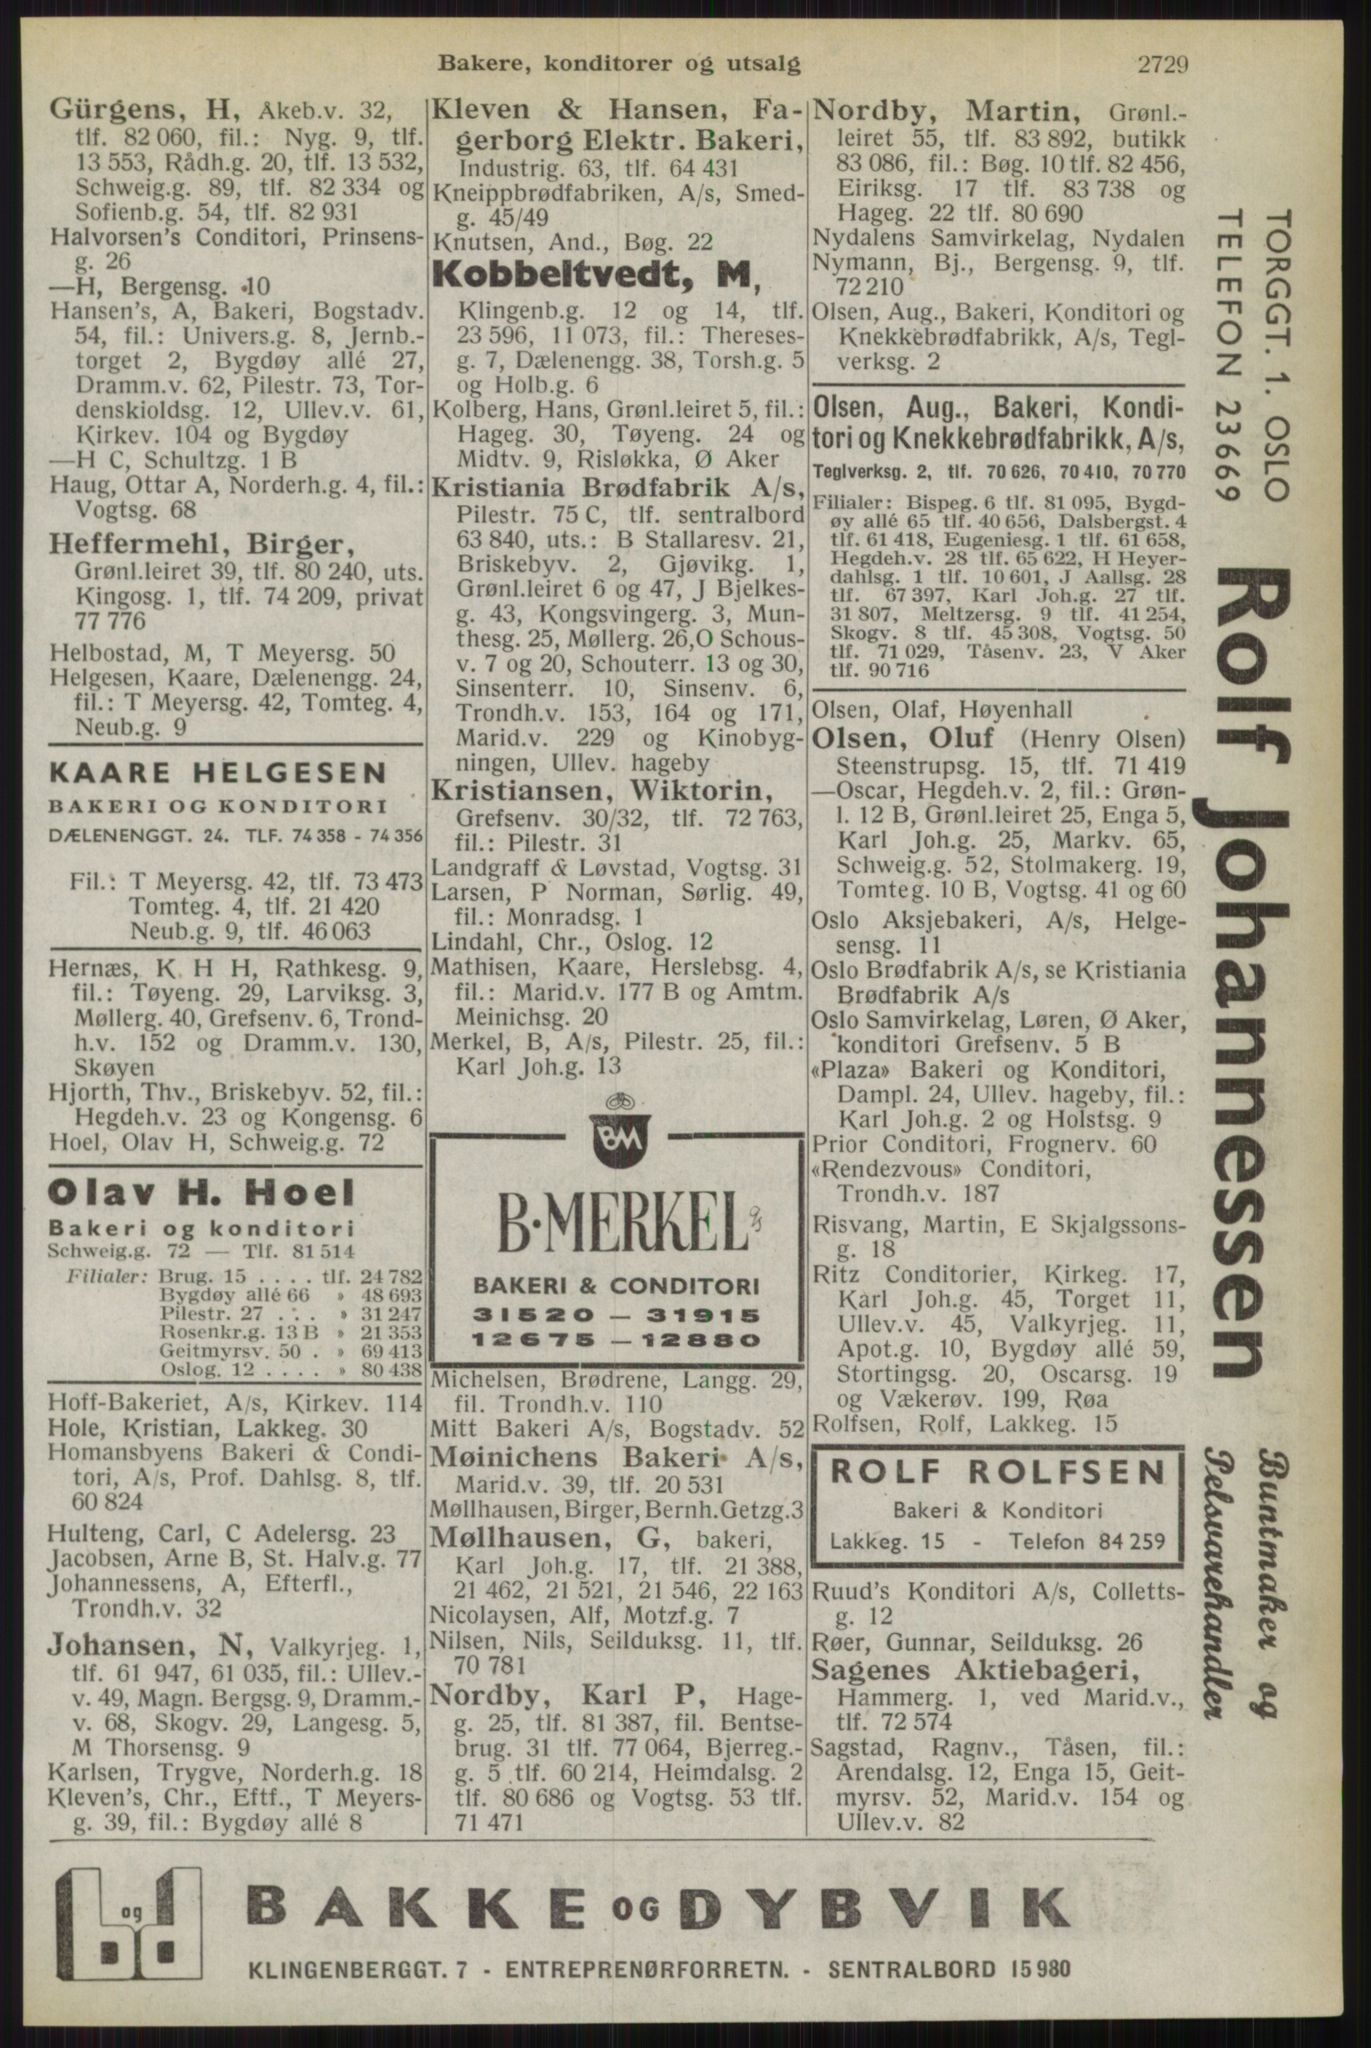 Bakere, konditorer og utsalg
2729
Gürgens, H, Åkeb.v. 32,
tlf. 82 060, fil.: Nyg. 9, tlf.
13 553, Rådh.g. 20, tlf. 13 532,
Schweig.g. 89, tlf. 82 334 og
Sofienb.g. 54, tlf. 82 931
Halvorsen's Conditori, Prinsens-
g. 26
—H, Bergensg. 10
Hansen's, A, Bakeri, Bogstadv.
54, fil.: Univers.g. 8, Jernb.-
torget 2, Bygdøy allé 27,
Dramm.v. 62, Pilestr. 73, Tor-
denskioldsg. 12, Ullev.v. 61,
Kirkev. 104 og Bygdøy
—H C, Schultzg. 1 B
Haug, Ottar A, Norderh.g. 4, fil.:
Vogtsg. 68
Heffermehl, Birger,
Grønl.leiret 39, tlf. 80 240, uts.
Kingosg. 1, tlf. 74 209, privat
77 776
Helbostad, M, T Meyersg. 50
Helgesen, Kaare, Dælenengg. 24,
fil.: T Meyersg. 42, Tomteg. 4,
Neub.g. 9
KAARE HELGESEN
BAKERI OG KONDITORI
DÆLENENGGT. 24. TLF. 74 358 - 74 356
Fil.: T Meyersg. 42, tlf. 73 473
Tomteg. 4, tlf. 21 420
Neub.g. 9, tlf. 46 063
Hernæs, K H H, Rathkesg. 9,
fil.: Tøyeng. 29, Larviksg. 3,
Møllerg. 40, Grefsenv. 6, Trond-
h.v. 152 og Dramm.v. 130,
Skøyen
Hjorth, Thv., Briskebyv. 52, fil.:
Hegdeh.v. 23 og Kongensg. 6
Hoel, Olav H, Schweig.g. 72
Olav H. Hoel
Bakeri og konditori
Schweig.g. 72 — Tlf. 81 514
Filialer: Brug. 15 . . . . tlf. 24 782
Bygdøy allé 66 » 48 693
Pilestr. 27 . . . » 31 247
Rosenkr.g. 13 B » 21 353
Geitmyrsv. 50 . » 69 413
Oslog. 12 . . . . » 80 438
Hoff-Bakeriet, A/s, Kirkev. 114
Hole, Kristian, Lakkeg. 30
Homansbyens Bakeri & Condi-
tori, A/s, Prof. Dahlsg. 8, tlf.
60 824
Hulteng, Carl, C Adelersg. 23
Jacobsen, Arne B, St. Halv.g. 77
Johannessens, A, Efterfl.,
Trondh.v. 32
Johansen, N, Valkyrjeg. 1,
tlf. 61 947, 61 035, fil.: Ullev.-
v. 49, Magn. Bergsg. 9, Dramm.-
v. 68, Skogv. 29, Langesg. 5,
M Thorsensg. 9
Karlsen, Trygve, Norderh.g. 18
Kleven's, Chr., Eftf., T Meyers-
g. 39, fil.: Bygdøy allé 8
Kleven & Hansen, Fa-
gerborg Elektr. Bakeri,
Industrig. 63, tlf. 64 431
Kneippbrødfabriken, A/s, Smed-
g. 45/49
Knutsen, And., Bøg. 22
Kobbeltvedt, M,
Klingenb.g. 12 og 14, tlf.
23 596, 11 073, fil.: Thereses-
g. 7, Dælenengg. 38, Torsh.g. 5
og Holb.g. 6
Kolberg, Hans, Grønl.leiret 5, fil.:
Hageg. 30, Tøyeng. 24 og
Midtv. 9, Risløkka, Ø Aker
Kristiania Brødfabrik A/s,
Pilestr. 75 C, tlf. sentralbord
63 840, uts.: B Stallaresv. 21,
Briskebyv. 2, Gjøvikg. 1,
Grønl.leiret 6 og 47, J Bjelkes-
g. 43, Kongsvingerg. 3, Mun-
thesg. 25, Møllerg. 26, O Schous-
v. 7 og 20, Schouterr. 13 og 30,
Sinsenterr. 10, Sinsenv. 6,
Trondh.v. 153, 164 og 171,
Marid.v. 229 og Kinobyg-
ningen, Ullev. hageby
Kristiansen, Wiktorin,
Grefsenv. 30/32, tlf. 72 763,
fil.: Pilestr. 31
Landgraff & Løvstad, Vogtsg. 31
Larsen, P Norman, Sørlig. 49,
fil.: Monradsg. 1
Lindahl, Chr., Oslog. 12
Mathisen, Kaare, Herslebsg. 4,
fil.: Marid.v. 177 B og Amtm.
Meinichsg. 20
Merkel, B, A/s, Pilestr. 25, fil.:
Karl Joh.g. 13
BM
B·MERKEL A/S
BAKERI & CONDITORI
31520 — 31915
12675 — 12880
Michelsen, Brødrene, Langg. 29,
fil. Trondh.v. 110
Mitt Bakeri A/s, Bogstadv. 52
Møinichens Bakeri A/s,
Marid.v. 39, tlf. 20 531
Møllhausen, Birger, Bernh.Getzg.3
Møllhausen, G, bakeri,
Karl Joh.g. 17, tlf. 21 388,
21 462, 21 521, 21 546, 22 163
Nicolaysen, Alf, Motzf.g. 7
Nilsen, Nils, Seilduksg. 11, tlf.
70 781
Nordby, Karl P, Hage-
g. 25, tlf. 81 387, fil. Bentse-
brug. 31 tlf. 77 064, Bjerreg.-
g. 5 tlf. 60 214, Heimdalsg. 2
tlf. 80 686 og Vogtsg. 53 tlf.
71 471
Nordby, Martin, Grønl.-
leiret 55, tlf. 83 892, butikk
83 086, fil.: Bøg. 10 tlf. 82 456,
Eiriksg. 17 tlf. 83 738 og
Hageg. 22 tlf. 80 690
Nydalens Samvirkelag, Nydalen
Nymann, Bj., Bergensg. 9, tlf.
72 210
Olsen, Aug., Bakeri, Konditori og
Knekkebrødfabrikk, A/s, Tegl-
verksg. 2
Olsen, Aug., Bakeri, Kondi-
tori og Knekkebrødfabrikk, A/s,
Teglverksg. 2, tlf. 70 626, 70 410, 70 770
Filialer: Bispeg. 6 tlf. 81 095, Bygd-
øy allé 65 tlf. 40 656, Dalsbergst. 4
tlf. 61 418, Eugeniesg. 1 tlf. 61 658,
Hegdeh.v. 28 tlf. 65 622, H Heyer-
dahlsg. 1 tlf. 10 601, J Aallsg. 28
tlf. 67 397, Karl Joh.g. 27 tlf.
31 807, Meltzersg. 9 tlf. 41 254,
Skogv. 8 tlf. 45 308, Vogtsg. 50
tlf. 71 029, Tåsenv. 23, V Aker
tlf. 90 716
Olsen, Olaf, Høyenhall
Olsen, Oluf (Henry Olsen)
Steenstrupsg. 15, tlf. 71 419
—Oscar, Hegdeh.v. 2, fil.: Grøn-
l. 12 B, Grønl.leiret 25, Enga 5,
Karl Joh.g. 25, Markv. 65,
Schweig.g. 52, Stolmakerg. 19,
Tomteg. 10 B, Vogtsg. 41 og 60
Oslo Aksjebakeri, A/s, Helge-
sensg. 11
Oslo Brødfabrik A/s, se Kristiania
Brødfabrik A/s
Oslo Samvirkelag, Løren, Ø Aker,
konditori Grefsenv. 5 B
«Plaza» Bakeri og Konditori,
Dampl. 24, Ullev. hageby, fil.:
Karl Joh.g. 2 og Holstsg. 9
Prior Conditori, Frognerv. 60
«Rendezvous» Conditori,
Trondh.v. 187
Risvang, Martin, E Skjalgssons-
g. 18
Ritz Conditorier, Kirkeg. 17,
Karl Joh.g. 45, Torget 11,
Ullev.v. 45, Valkyrjeg. 11,
Apot.g. 10, Bygdøy allé 59,
Stortingsg. 20, Oscarsg. 19
og Vækerøv. 199, Røa
Rolfsen, Rolf, Lakkeg. 15
ROLF ROLFSEN
Bakeri & Konditori
Lakkeg. 15 - Telefon 84 259
Ruud's Konditori A/s, Colletts-
g. 12
Røer, Gunnar, Seilduksg. 26
Sagenes Aktiebageri,
Hammerg. 1, ved Marid.v.,
tlf. 72 574
Sagstad, Ragnv., Tåsen, fil.:
Arendalsg. 12, Enga 15, Geit-
myrsv. 52, Marid.v. 154 og
Ullev.v. 82
TORGGT. 1. OSLO
TELEFON 23669
Rolf Johannessen
Buntmaker og
Pelsvarehandler
og
b d
BAKKE OG DYBVIK
KLINGENBERGGT. 7 - ENTREPRENØRFORRETN. - SENTRALBORD 15 980